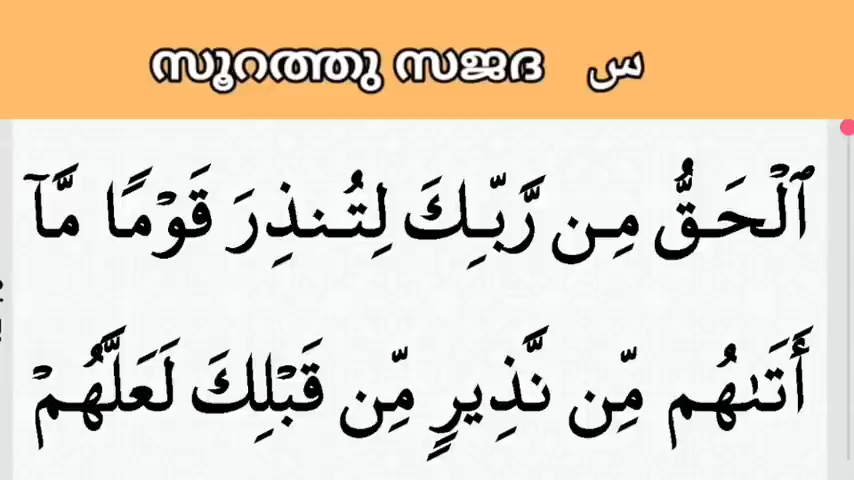 സൂറത്തു സജദ س
ٱلْحَقُّ مِن رَّبِّكَ لِتُنذِرَ قَوْمًا مَّآ
أَتَىٰهُم مِّن نَّذِيرٍ مِّن قَبْلِكَ لَعَلَّهُمْ